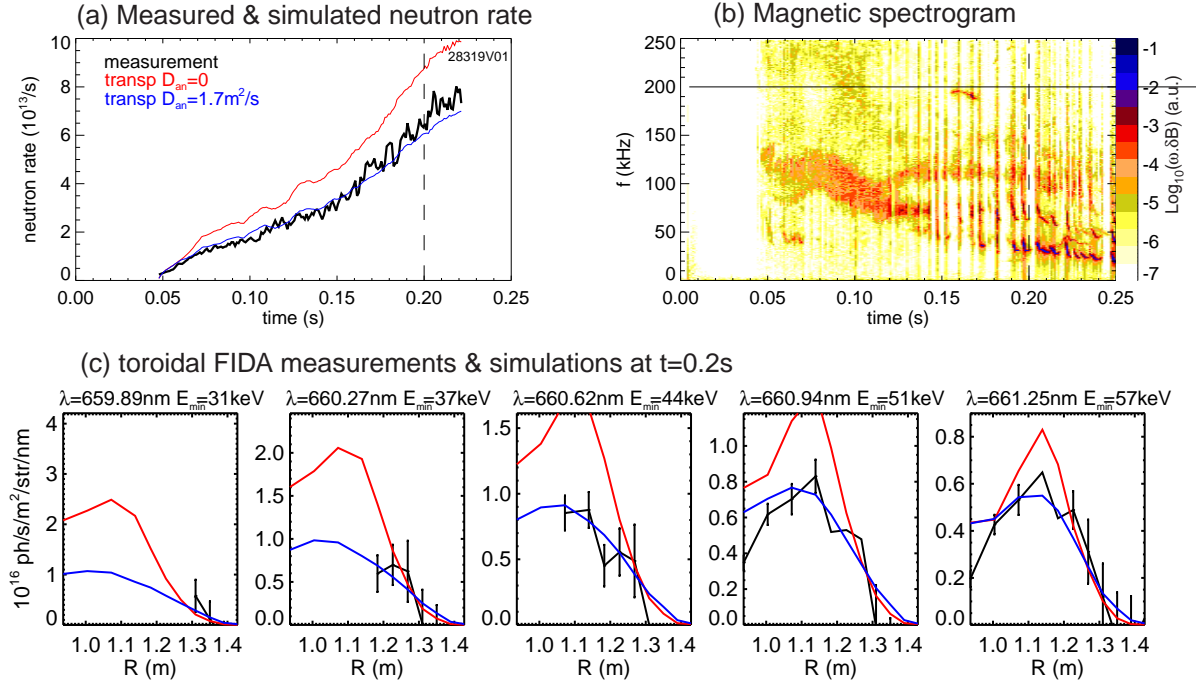 (a) Measured & simulated neutron rate
10
8
6
4
2
0
neutron rate (10¹³/s)
measurement
transp Dₐₙ=0
transp Dₐₙ=1.7m²/s
28319V01
0.00 0.05 0.10 0.15 0.20 0.25
time (s)
(b) Magnetic spectrogram
250
200
150
100
50
0
f (kHz)
0.00 0.05 0.10 0.15 0.20 0.25
time (s)
-1
-2
-3
-4
-5
-6
-7
Log₁₀(ω.δB) (a.u.)
(c) toroidal FIDA measurements & simulations at t=0.2s
10¹⁶ ph/s/m²/str/nm
λ=659.89nm Eₘᵢₙ=31keV
4
3
2
1
0
1.0 1.1 1.2 1.3 1.4
R (m)
λ=660.27nm Eₘᵢₙ=37keV
2.0
1.5
1.0
0.5
0.0
1.0 1.1 1.2 1.3 1.4
R (m)
λ=660.62nm Eₘᵢₙ=44keV
1.5
1.0
0.5
0.0
1.0 1.1 1.2 1.3 1.4
R (m)
λ=660.94nm Eₘᵢₙ=51keV
1.0
0.8
0.6
0.4
0.2
0.0
1.0 1.1 1.2 1.3 1.4
R (m)
λ=661.25nm Eₘᵢₙ=57keV
0.8
0.6
0.4
0.2
0.0
1.0 1.1 1.2 1.3 1.4
R (m)